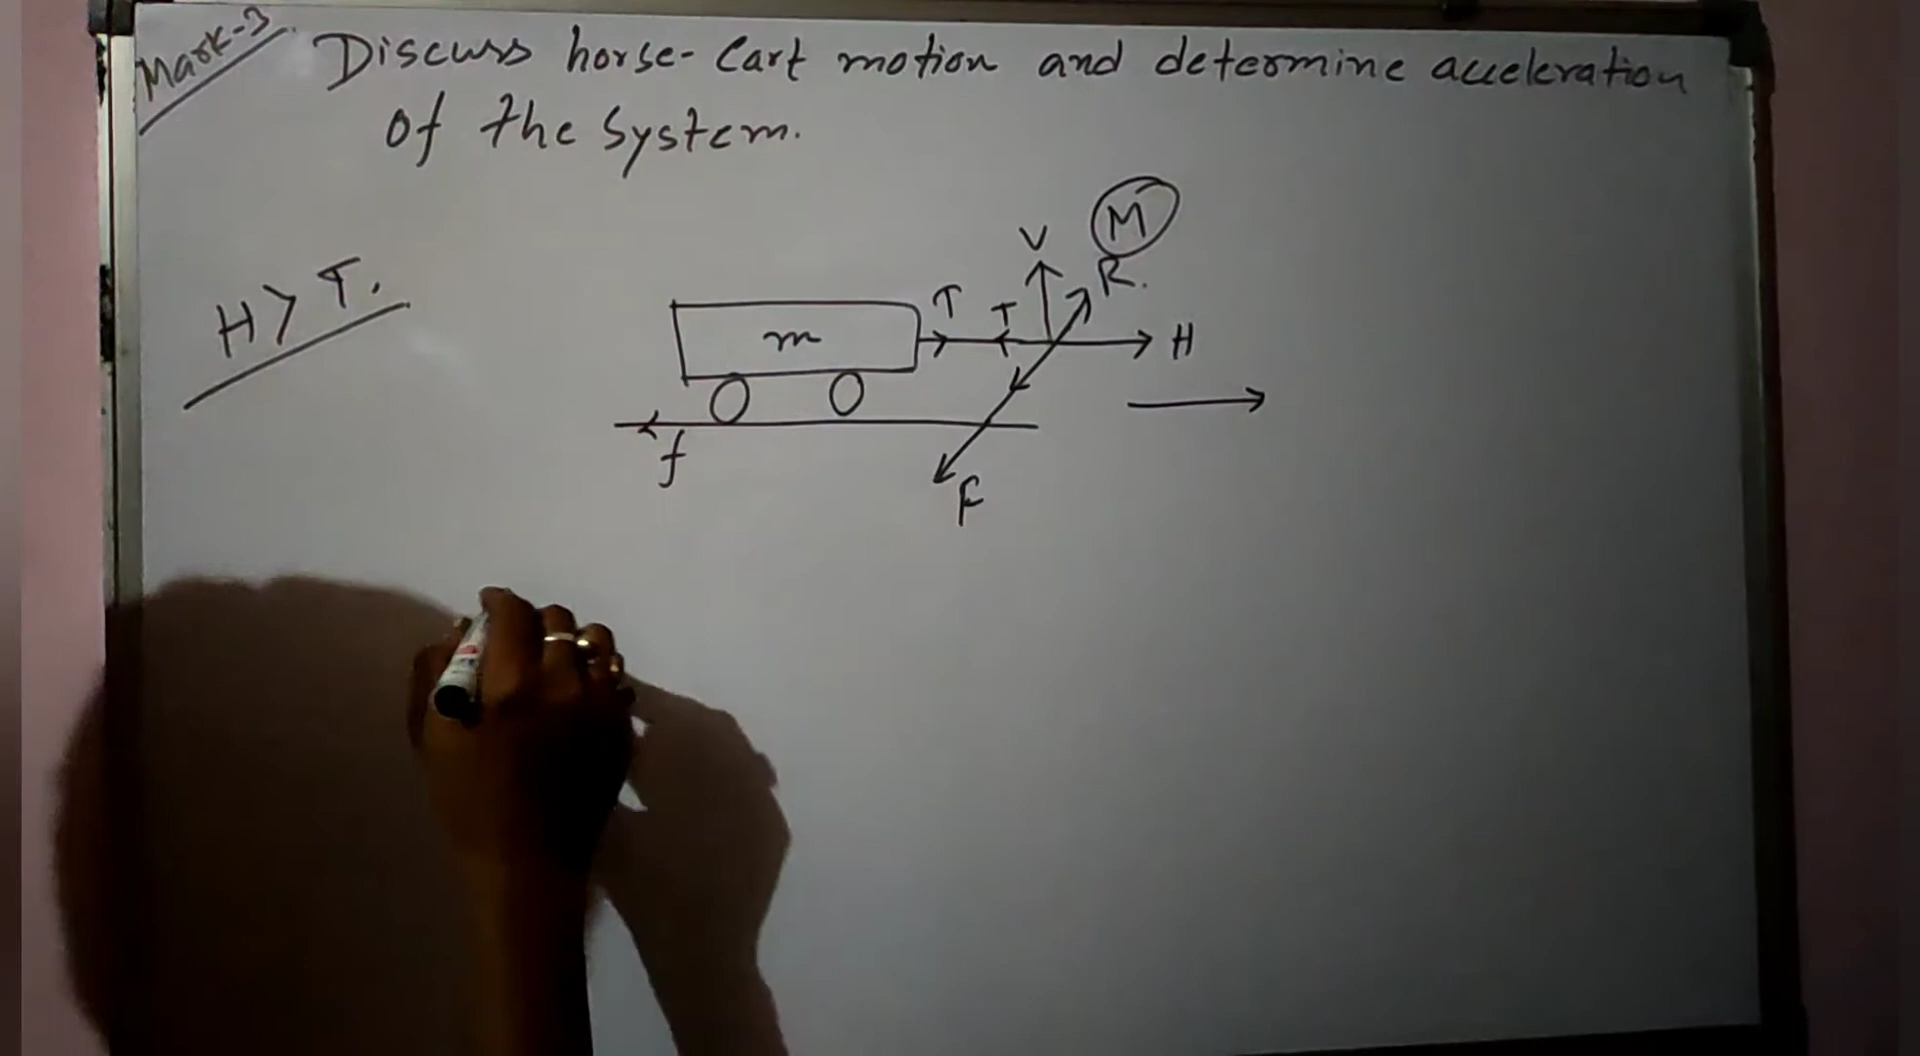 Mark-3
Discuss horse-Cart motion and determine acceleration
of the System.
M
V
R.
H > T.
T T
m
H
f
F